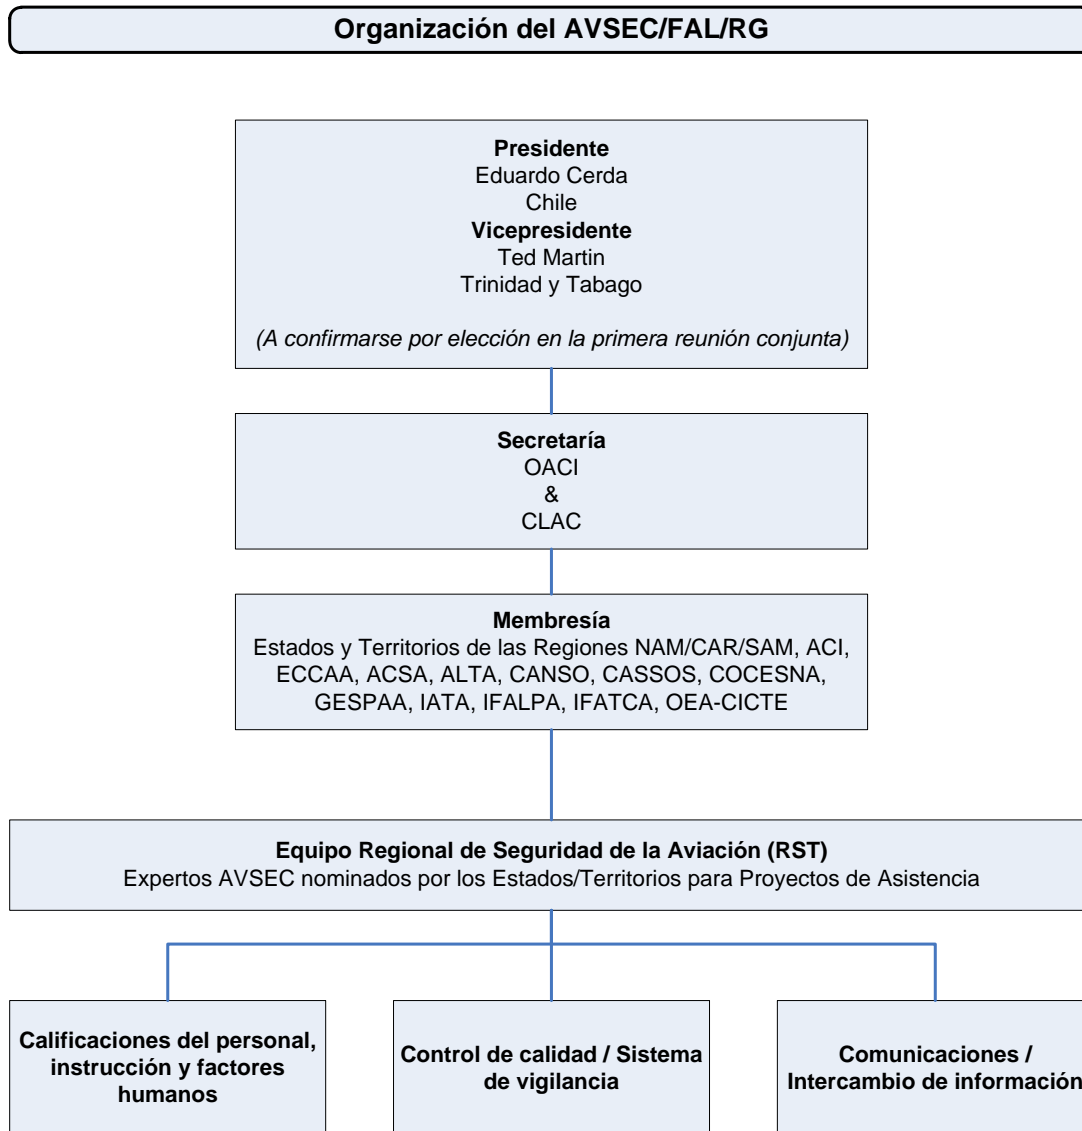 Organización del AVSEC/FAL/RG
Presidente
Eduardo Cerda
Chile
Vicepresidente
Ted Martin
Trinidad y Tabago
(A confirmarse por elección en la primera reunión conjunta)
Secretaría
OACI
&
CLAC
Membresía
Estados y Territorios de las Regiones NAM/CAR/SAM, ACI,
ECCAA, ACSA, ALTA, CANSO, CASSOS, COCESNA,
GESPAA, IATA, IFALPA, IFATCA, OEA-CICTE
Equipo Regional de Seguridad de la Aviación (RST)
Expertos AVSEC nominados por los Estados/Territorios para Proyectos de Asistencia
Calificaciones del personal,
instrucción y factores
humanos
Control de calidad / Sistema
de vigilancia
Comunicaciones /
Intercambio de información